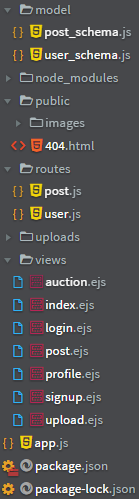 model
post_schema.js
user_schema.js
node_modules
public
images
404.html
routes
post.js
user.js
uploads
views
auction.ejs
index.ejs
login.ejs
post.ejs
profile.ejs
signup.ejs
upload.ejs
app.js
package.json
package-lock.json